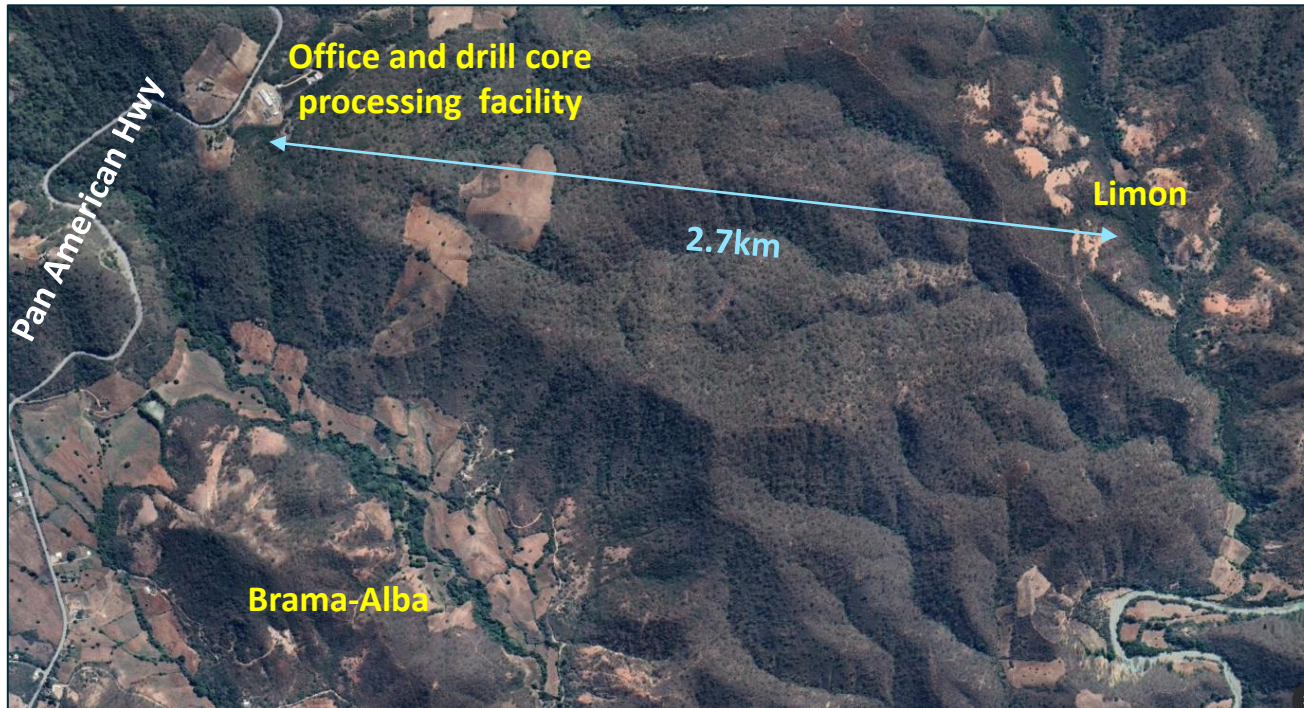 Office and drill core
processing facility
Pan American Hwy
Limon
2.7km
Brama-Alba